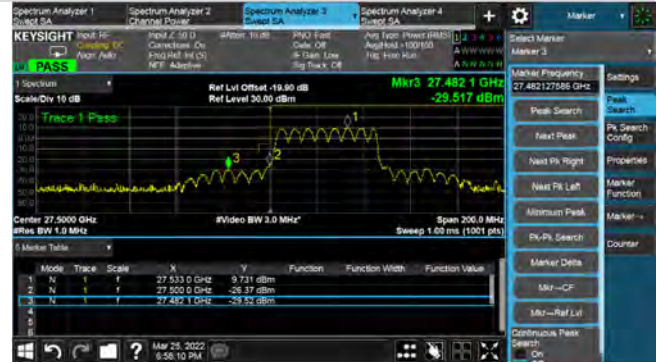 Spectrum Analyzer 1
Swept SA
Spectrum Analyzer 2
Channel Power
Spectrum Analyzer 3
Swept SA
Spectrum Analyzer 4
Swept SA
+
Marker
KEYSIGHT Input: RF
Coupling: DC
Align: Auto
Input Z: 50 Ω
Corrections: On
Freq Ref: Int (S)
NFE: Adaptive
PNO: Fast
Gate: Off
IF Gain: Low
Sig Track: Off
Avg Type: Power (RMS)
Avg|Hold: >100/100
Trig: Free Run
PASS
Select Marker
Marker 3
1 Spectrum
Scale/Div 10 dB
Ref Lvl Offset -19.90 dB
Ref Level 30.00 dBm
Mkr3 27.482 1 GHz
-29.517 dBm
Trace 1 Pass
1
2
3
Center 27.5000 GHz
#Res BW 1.0 MHz
#Video BW 3.0 MHz*
Span 200.0 MHz
Sweep 1.00 ms (1001 pts)
Marker Table
Mode Trace Scale X Y Function Function Width Function Value
1 N 1 f 27.533 0 GHz 9.731 dBm
2 N 1 f 27.500 0 GHz -26.37 dBm
3 N 1 f 27.482 1 GHz -29.52 dBm
4
5
6
Marker Frequency
27.482127586 GHz
Peak Search
Next Peak
Next Pk Right
Next Pk Left
Minimum Peak
Pk-Pk Search
Marker Delta
Mkr→CF
Mkr→Ref Lvl
Continuous Peak
Search
On
Off
Settings
Peak
Search
Pk Search
Config
Properties
Marker
Function
Marker→
Counter
?
Mar 25, 2022
6:56:10 PM